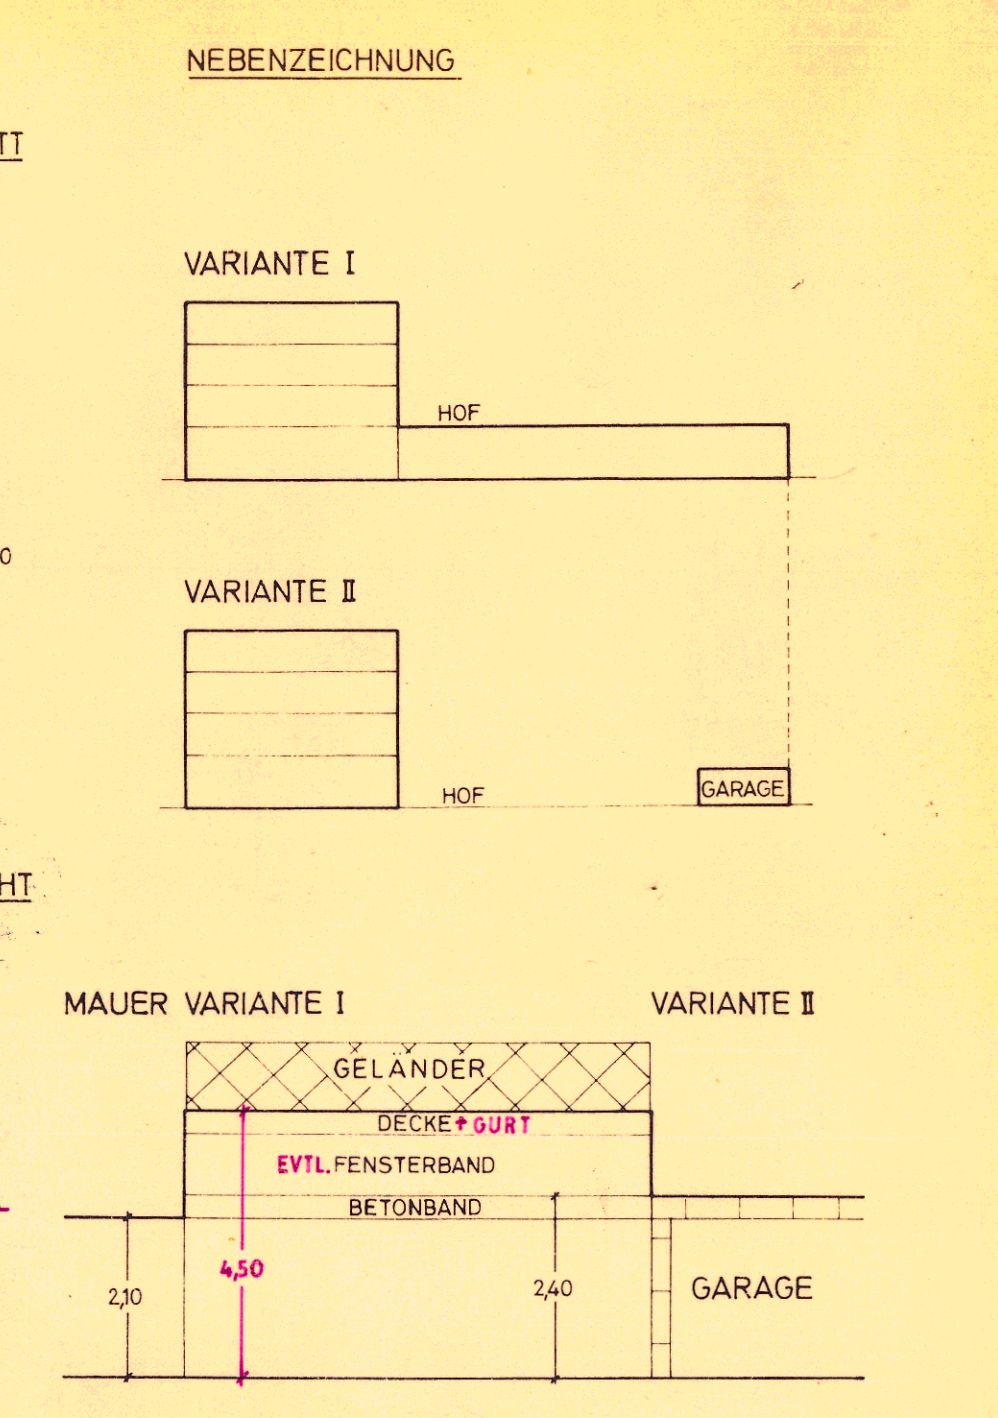 NEBENZEICHNUNG
TT
VARIANTE I
HOF
0
VARIANTE II
HOF
GARAGE
HT
MAUER VARIANTE I
VARIANTE II
GELÄNDER
DECKE + GURT
EVTL. FENSTERBAND
BETONBAND
4,50
2,10
2,40
GARAGE